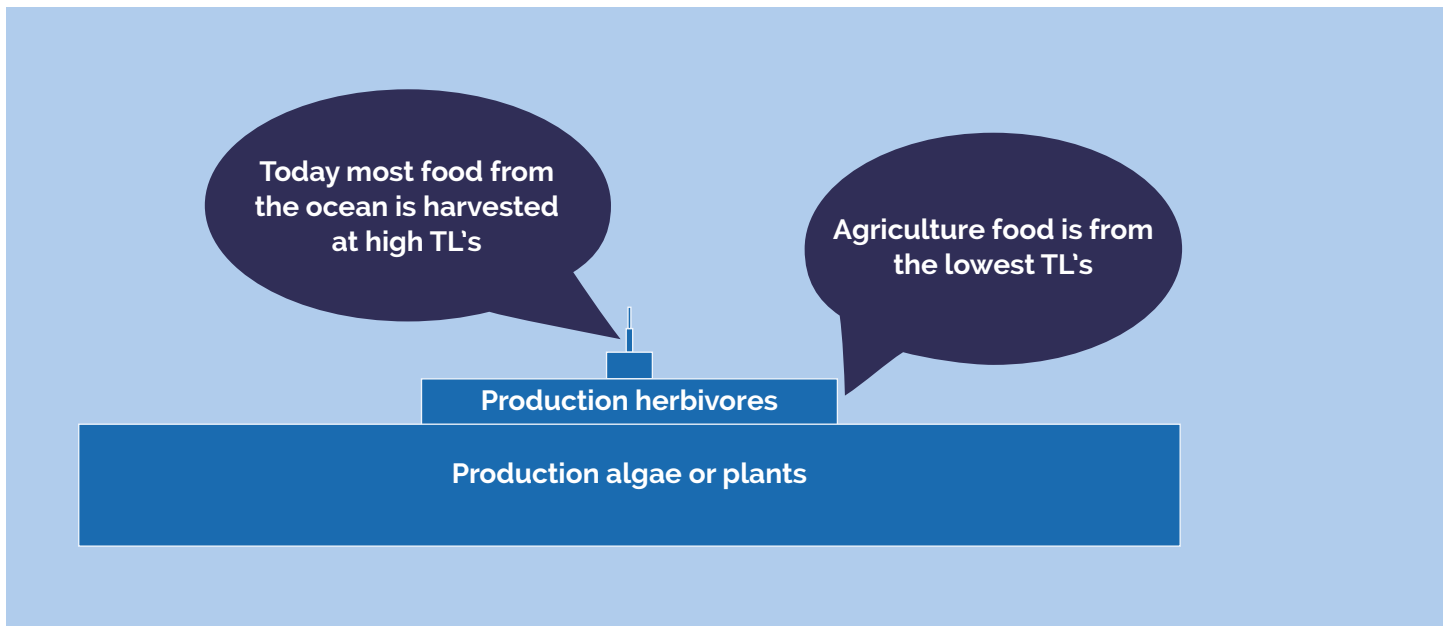 Today most food from
the ocean is harvested
at high TL's
Agriculture food is from
the lowest TL's
Production herbivores
Production algae or plants